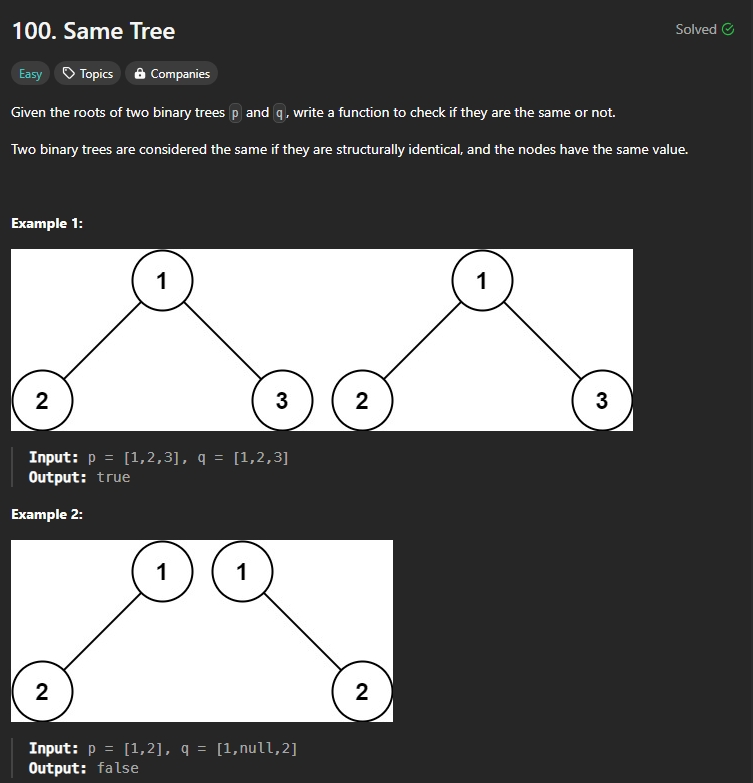 100. Same Tree
Solved
Easy Topics Companies
Given the roots of two binary trees p and q, write a function to check if they are the same or not.
Two binary trees are considered the same if they are structurally identical, and the nodes have the same value.
Example 1:
1 1
2 3 2 3
Input: p = [1,2,3], q = [1,2,3]
Output: true
Example 2:
1 1
2 2
Input: p = [1,2], q = [1,null,2]
Output: false